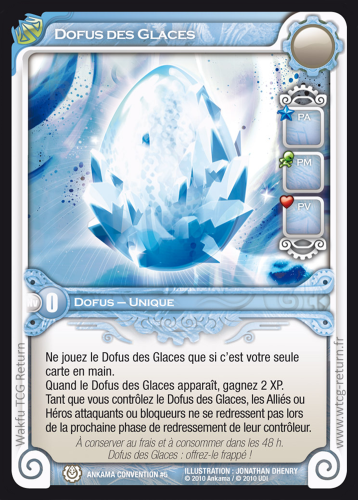 DOFUS DES GLACES
PA
PM
PV
0
DOFUS – UNIQUE
Ne jouez le Dofus des Glaces que si c'est votre seule
carte en main.
Quand le Dofus des Glaces apparaît, gagnez 2 XP.
Tant que vous contrôlez le Dofus des Glaces, les Alliés ou
Héros attaquants ou bloqueurs ne se redressent pas lors
de la prochaine phase de redressement de leur contrôleur.
À conserver au frais et à consommer dans les 48 h.
Dofus des Glaces : offrez-le frappé !
ANKAMA CONVENTION #5
ILLUSTRATION : JONATHAN DHENRY
© 2010 Ankama / © 2010 UDE
Wakfu TCG Return
www.wtcg-return.fr